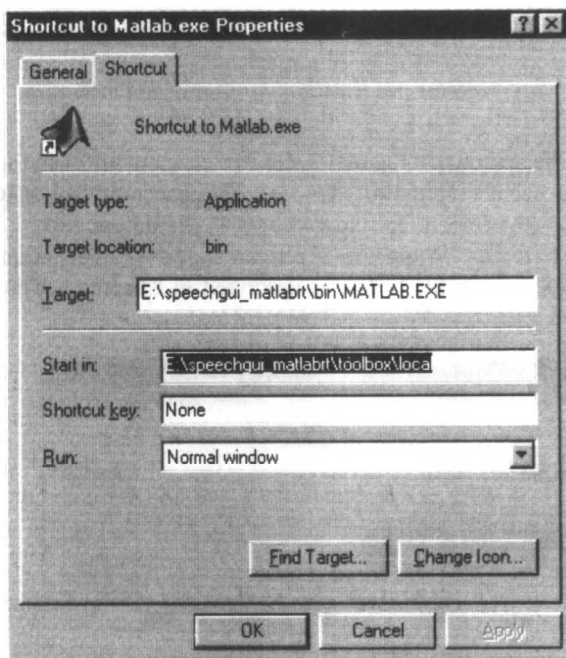 Shortcut to Matlab.exe Properties
General Shortcut
Shortcut to Matlab.exe
Target type: Application
Target location: bin
Target: E:\speechgui_matlabrt\bin\MATLAB.EXE
Start in: E:\speechgui_matlabrt\toolbox\local
Shortcut key: None
Run: Normal window
Find Target... Change Icon...
OK Cancel Apply